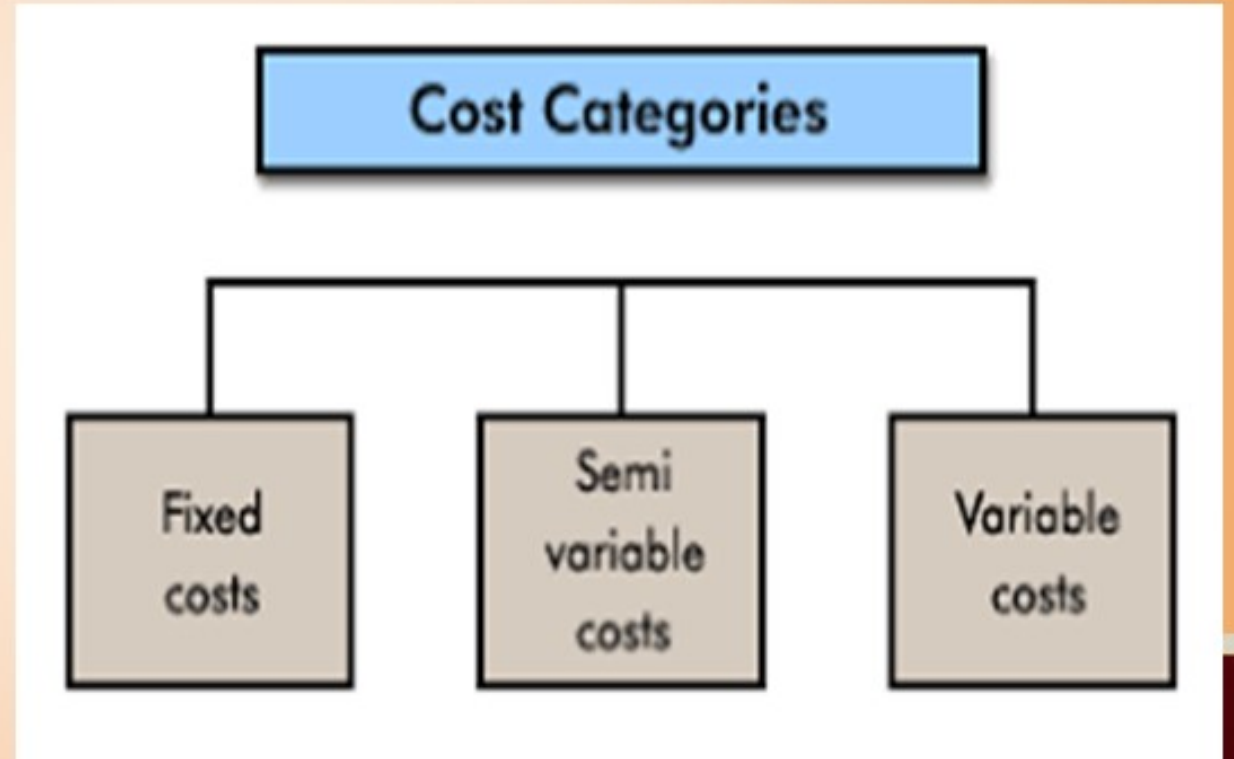 Cost Categories
Fixed
costs
Semi
variable
costs
Variable
costs